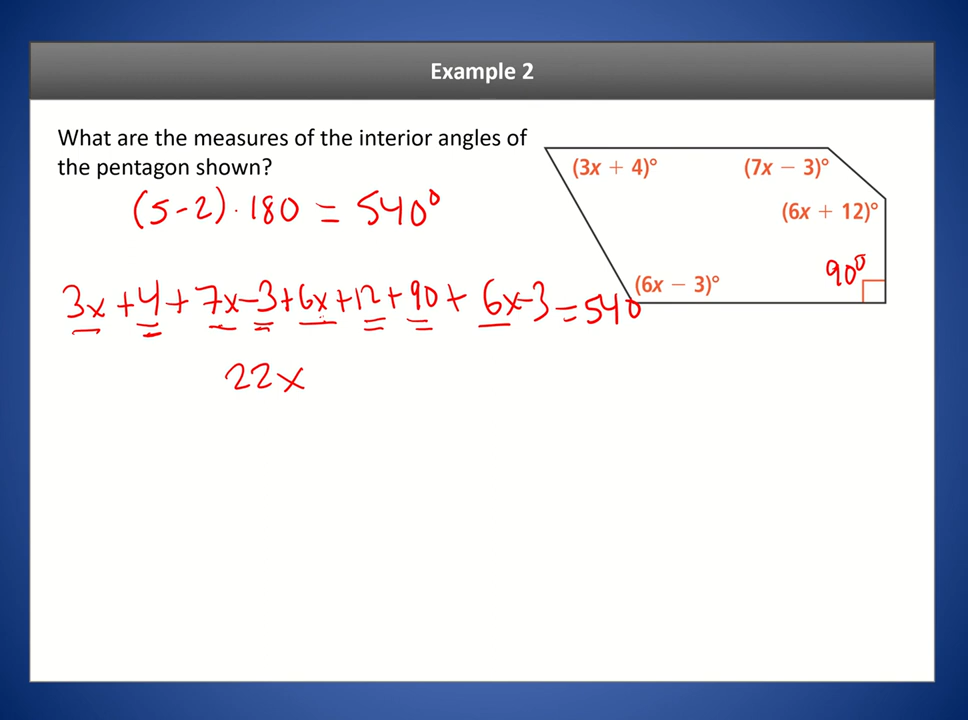 Example 2
What are the measures of the interior angles of
the pentagon shown?
(3x + 4)°
(7x − 3)°
(6x + 12)°
90°
(6x − 3)°
(5-2) · 180 = 540°
3x + 4 + 7x - 3 + 6x + 12 + 90 + 6x - 3 = 540
22x